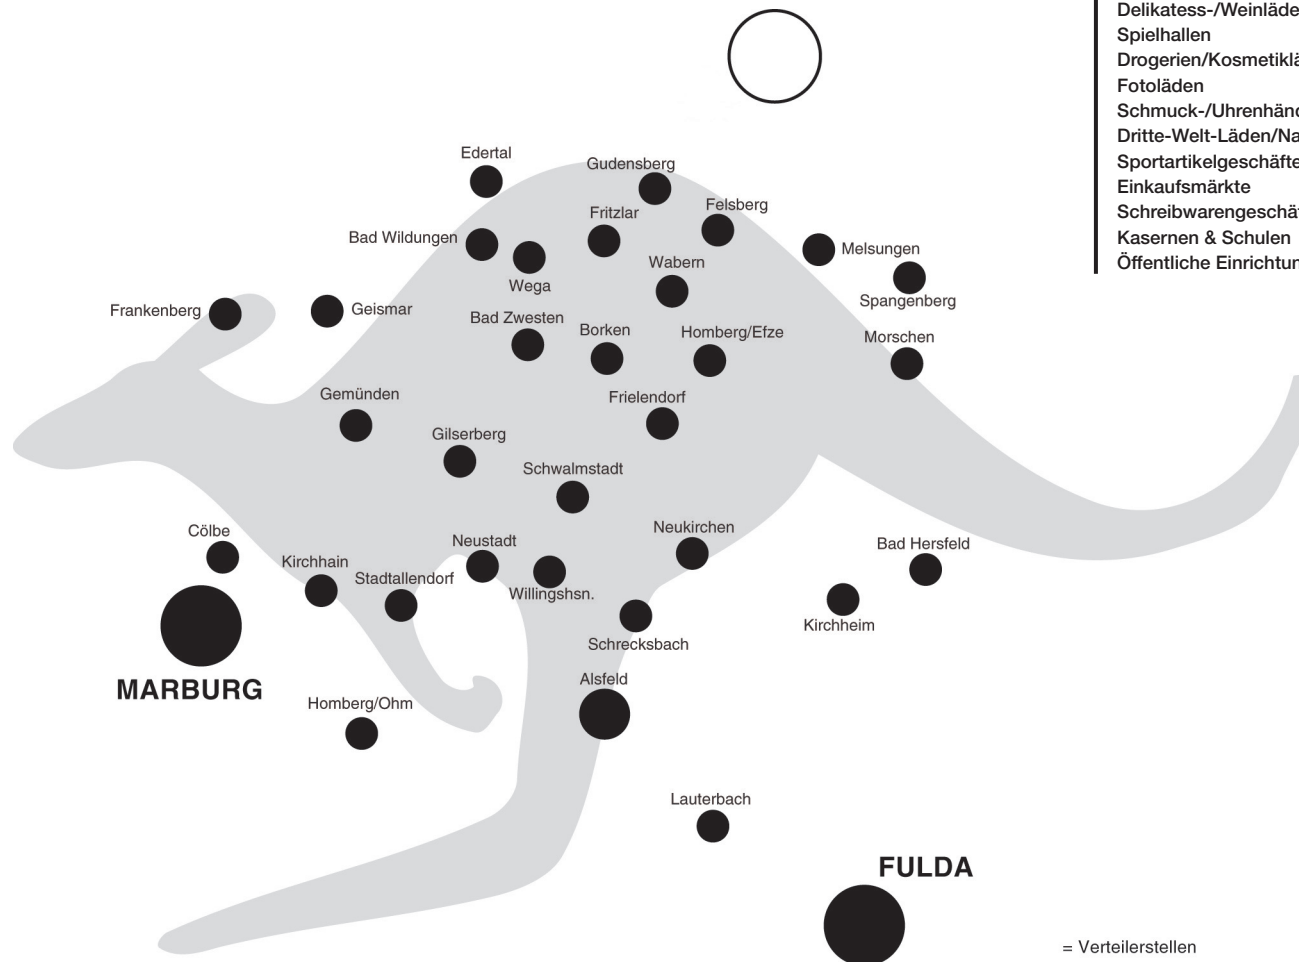 Delikatess-/Weinläde
Spielhallen
Drogerien/Kosmetiklä
Fotoläden
Schmuck-/Uhrenhänd
Dritte-Welt-Läden/Na
Sportartikelgeschäfte
Einkaufsmärkte
Schreibwarengeschäf
Kasernen & Schulen
Öffentliche Einrichtun
Edertal
Gudensberg
Felsberg
Fritzlar
Bad Wildungen
Melsungen
Wabern
Wega
Spangenberg
Frankenberg
Geismar
Bad Zwesten
Borken
Homberg/Efze
Morschen
Gemünden
Frielendorf
Gilserberg
Schwalmstadt
Cölbe
Neukirchen
Neustadt
Bad Hersfeld
Kirchhain
Stadtallendorf
Willingshsn.
Kirchheim
Schrecksbach
Alsfeld
MARBURG
Homberg/Ohm
Lauterbach
FULDA
= Verteilerstellen